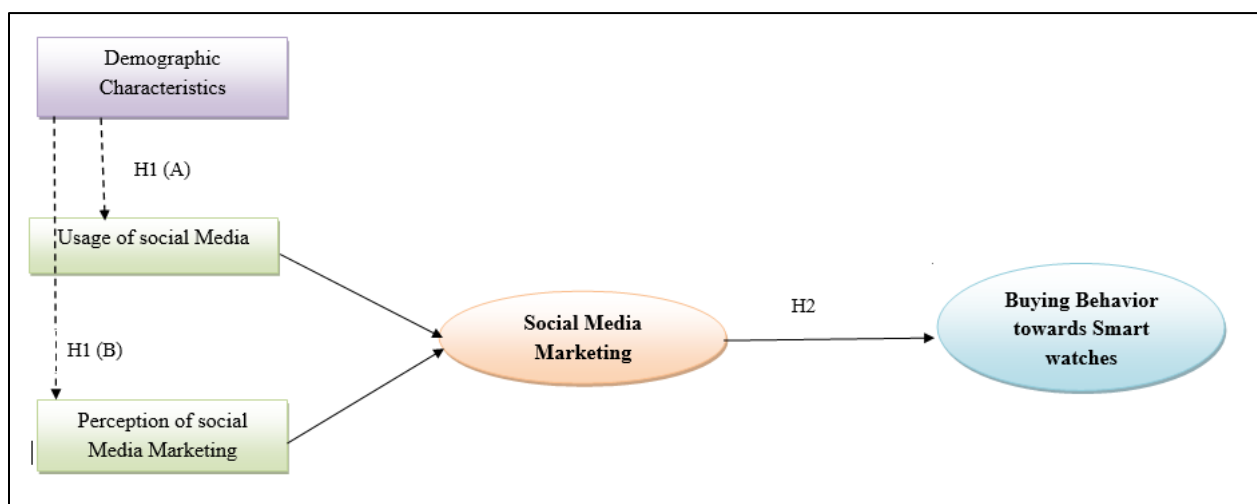 Demographic
Characteristics
H1 (A)
Usage of social Media
H1 (B)
Perception of social
Media Marketing
Social Media
Marketing
H2
Buying Behavior
towards Smart
watches